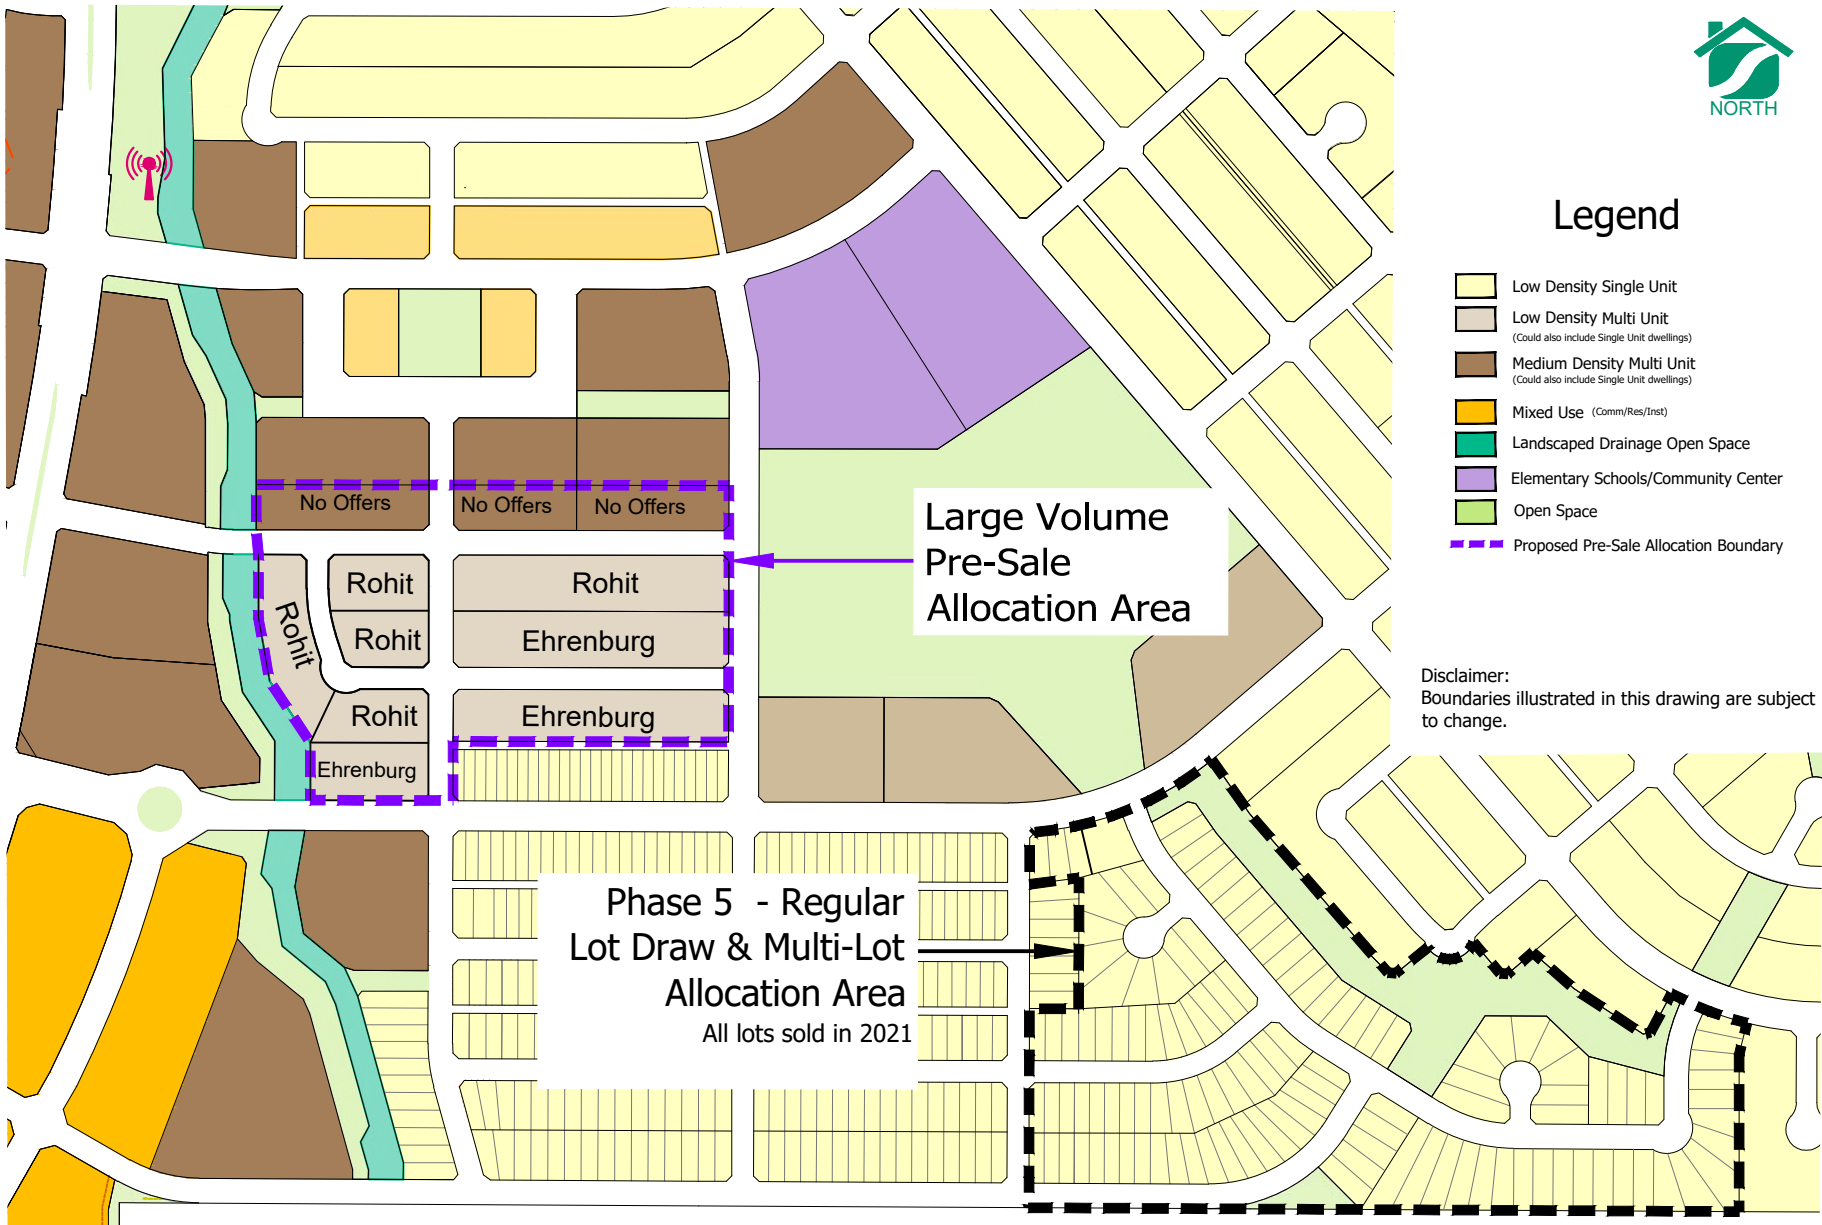 NORTH
Legend
Low Density Single Unit
Low Density Multi Unit
(Could also include Single Unit dwellings)
Medium Density Multi Unit
(Could also include Single Unit dwellings)
Mixed Use (Comm/Res/Inst)
Landscaped Drainage Open Space
Elementary Schools/Community Center
Open Space
Proposed Pre-Sale Allocation Boundary
No Offers
No Offers
No Offers
Large Volume
Pre-Sale
Allocation Area
Rohit
Rohit
Rohit
Rohit
Ehrenburg
Rohit
Ehrenburg
Ehrenburg
Disclaimer:
Boundaries illustrated in this drawing are subject
to change.
Phase 5 - Regular
Lot Draw & Multi-Lot
Allocation Area
All lots sold in 2021